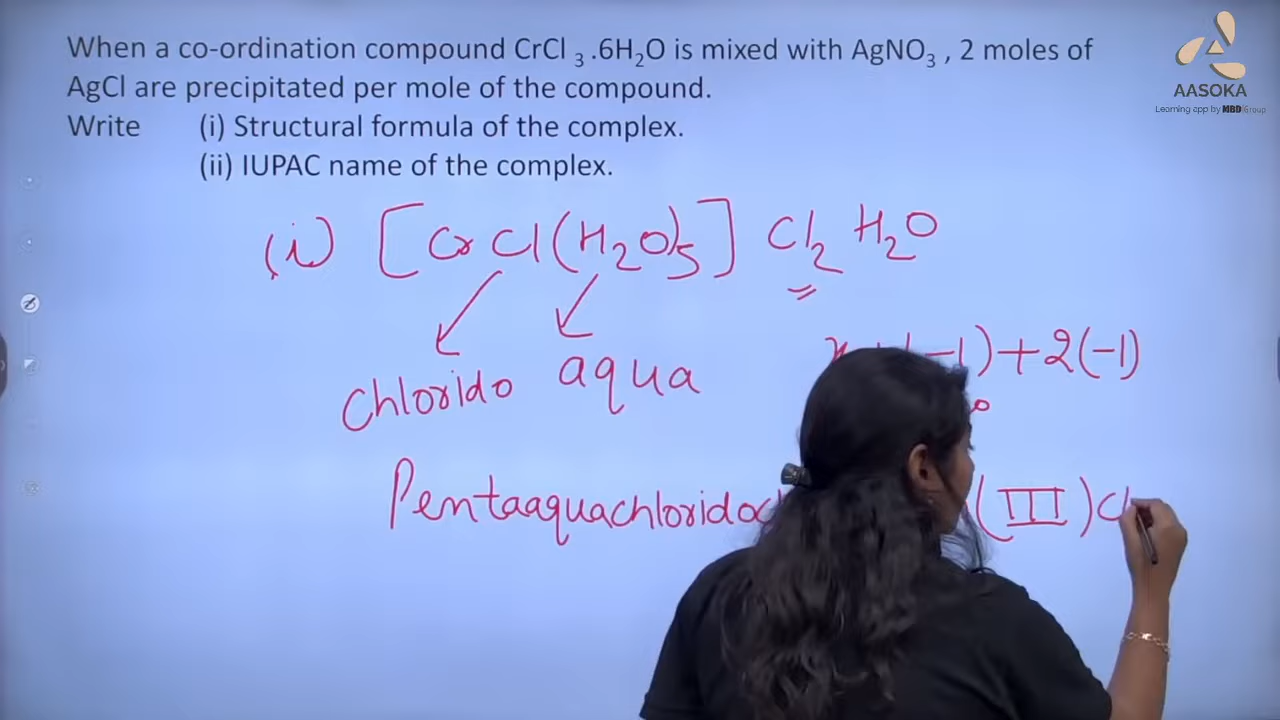 When a co-ordination compound CrCl₃.6H₂O is mixed with AgNO₃, 2 moles of
AgCl are precipitated per mole of the compound.
Write (i) Structural formula of the complex.
(ii) IUPAC name of the complex.
AASOKA
Learning app by MBD Group
(i) [CrCl(H₂O)₅] Cl₂ H₂O
chlorido aqua
-1)+2(-1)
Pentaaquachlorido
(III)